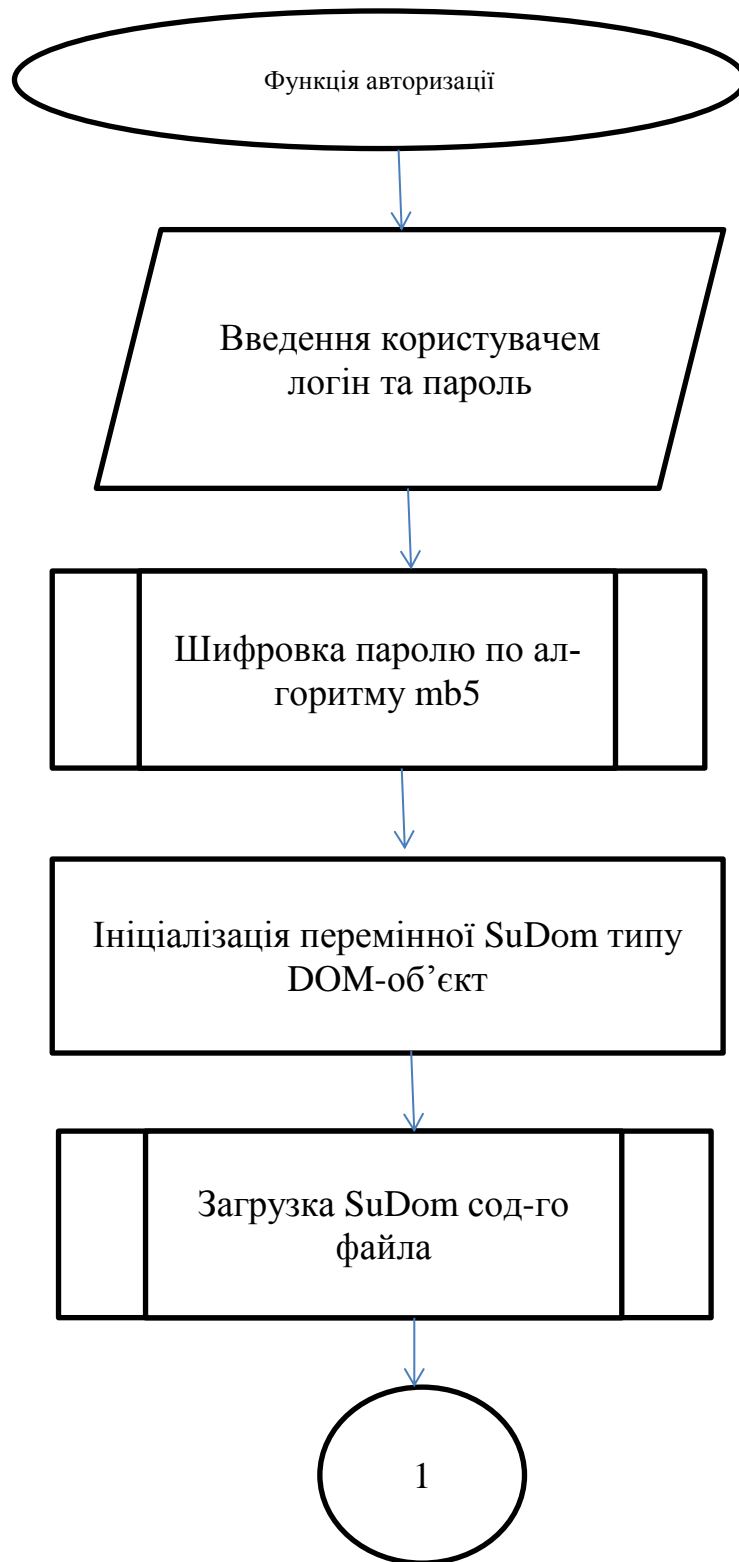 Функція авторизації
Введення користувачем
логін та пароль
Шифровка паролю по ал-
горитму mb5
Ініціалізація перемінної SuDom типу
DOM-об’єкт
Загрузка SuDom сод-го
файла
1